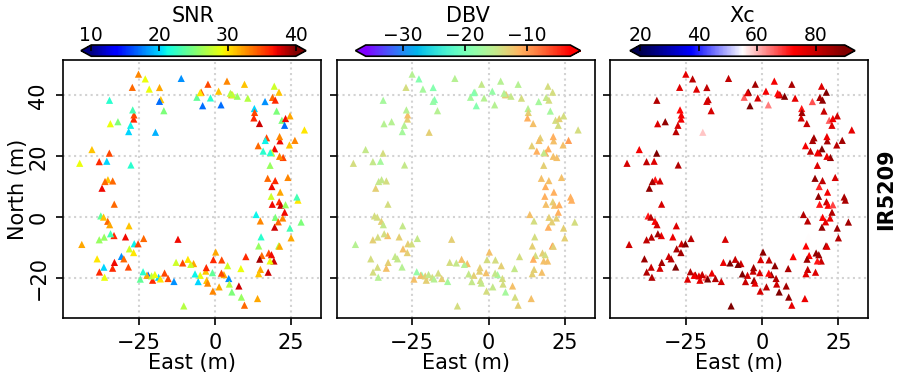 SNR DBV Xc
10 20 30 40 −30 −20 −10 20 40 60 80
40
20
0
−20
North (m)
IR5209
−25 0 25 −25 0 25 −25 0 25
East (m) East (m) East (m)